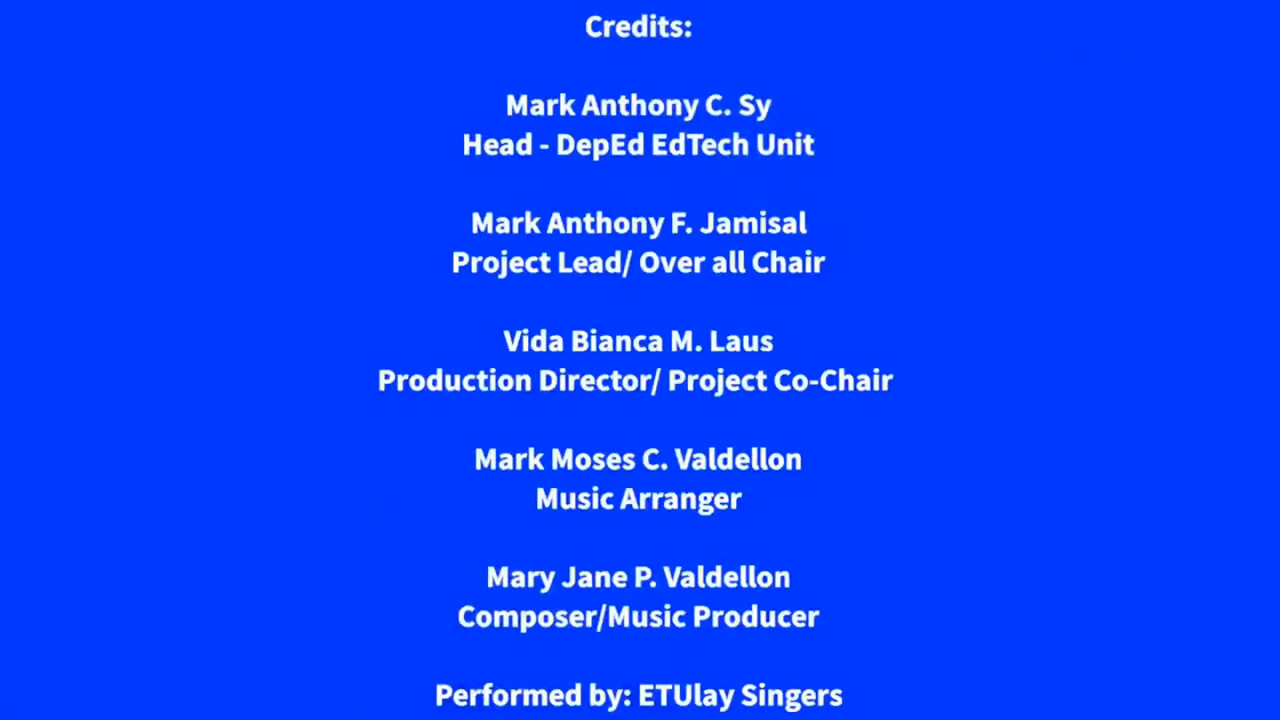 Credits:
Mark Anthony C. Sy
Head - DepEd EdTech Unit
Mark Anthony F. Jamisal
Project Lead/ Over all Chair
Vida Bianca M. Laus
Production Director/ Project Co-Chair
Mark Moses C. Valdellon
Music Arranger
Mary Jane P. Valdellon
Composer/Music Producer
Performed by: ETUlay Singers